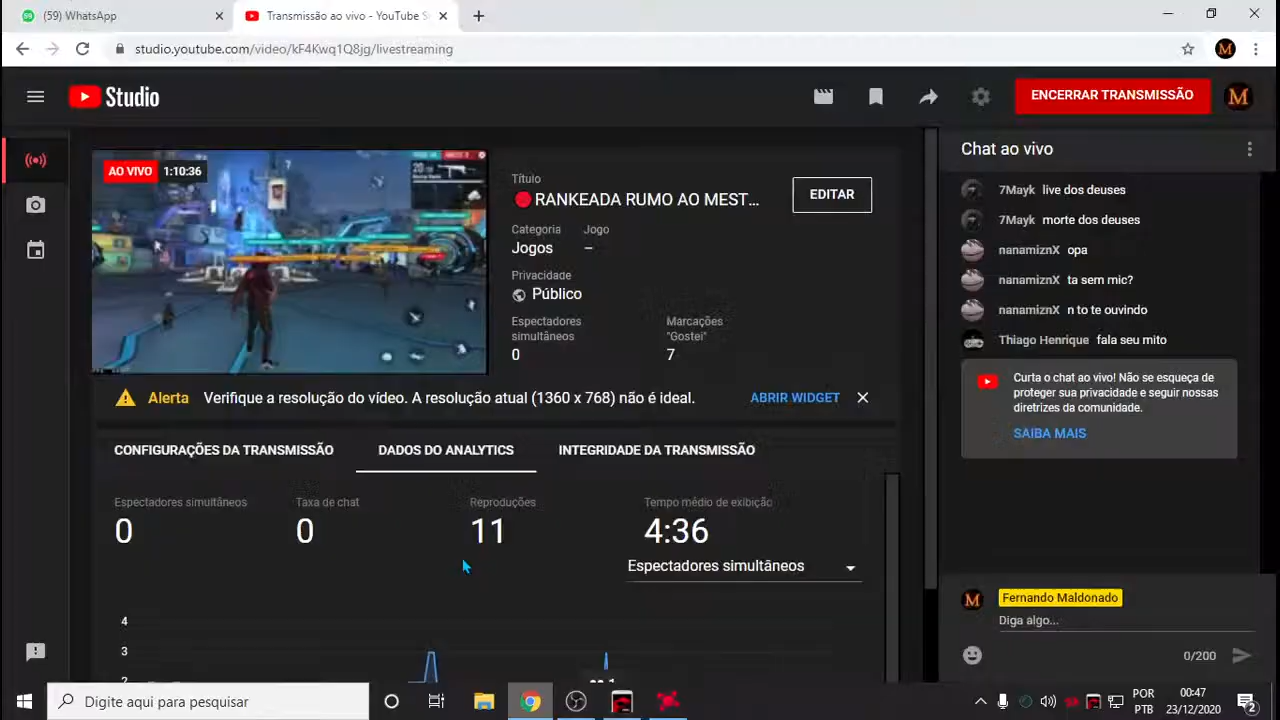 (59) WhatsApp
Transmissão ao vivo - YouTube S
studio.youtube.com/video/kF4Kwq1Q8jg/livestreaming
M
Studio
ENCERRAR TRANSMISSÃO
M
AO VIVO 1:10:36
Título
RANKEADA RUMO AO MEST...
EDITAR
Categoria Jogo
Jogos –
Privacidade
Público
Espectadores
simultâneos
0
Marcações
"Gostei"
7
Alerta Verifique a resolução do vídeo. A resolução atual (1360 x 768) não é ideal. ABRIR WIDGET
CONFIGURAÇÕES DA TRANSMISSÃO DADOS DO ANALYTICS INTEGRIDADE DA TRANSMISSÃO
Espectadores simultâneos Taxa de chat Reproduções Tempo médio de exibição
0 0 11 4:36
Espectadores simultâneos
4
3
2
Chat ao vivo
7Mayk live dos deuses
7Mayk morte dos deuses
nanamiznX opa
nanamiznX ta sem mic?
nanamiznX n to te ouvindo
Thiago Henrique fala seu mito
Curta o chat ao vivo! Não se esqueça de
proteger sua privacidade e seguir nossas
diretrizes da comunidade.
SAIBA MAIS
M
Fernando Maldonado
Diga algo...
0/200
Digite aqui para pesquisar
POR
PTB
00:47
23/12/2020
2